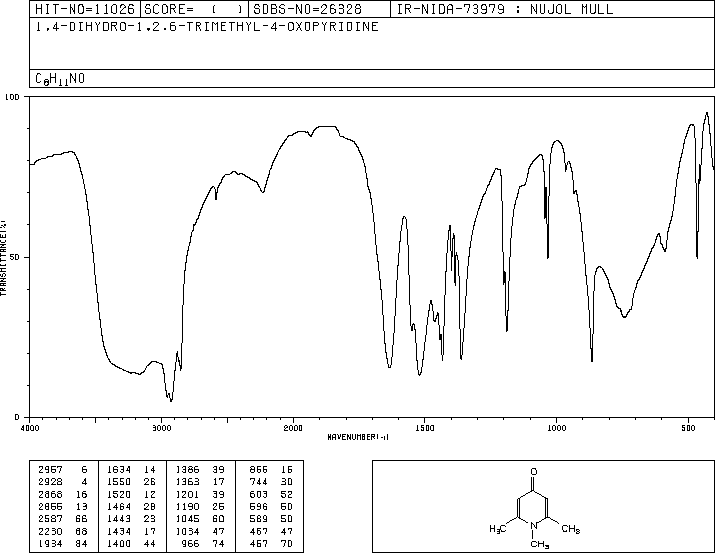 HIT-NO=11026 SCORE= ( ) SDBS-NO=26328 IR-NIDA-73979 : NUJOL MULL
1,4-DIHYDRO-1,2,6-TRIMETHYL-4-OXOPYRIDINE
C8H11NO
100
50
0
TRANSMITTANCE(%)
4000 3000 2000 1500 1000 500
WAVENUMBER(-1)
2957 6 1634 14 1386 39 866 16
2928 4 1550 26 1363 17 744 30
2868 16 1520 12 1201 39 603 52
2855 13 1464 28 1190 26 596 50
2587 66 1443 23 1045 60 589 50
2230 68 1434 17 1034 47 467 47
1934 84 1400 44 966 74 457 70
O
H3C N CH3
CH3